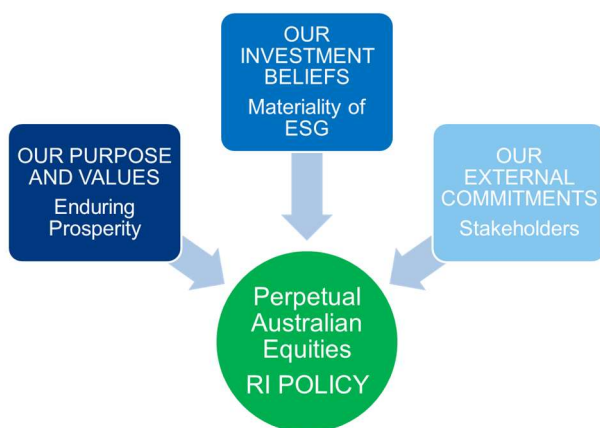 OUR PURPOSE
AND VALUES
Enduring
Prosperity
OUR
INVESTMENT
BELIEFS
Materiality of
ESG
OUR
EXTERNAL
COMMITMENTS
Stakeholders
Perpetual
Australian
Equities
RI POLICY